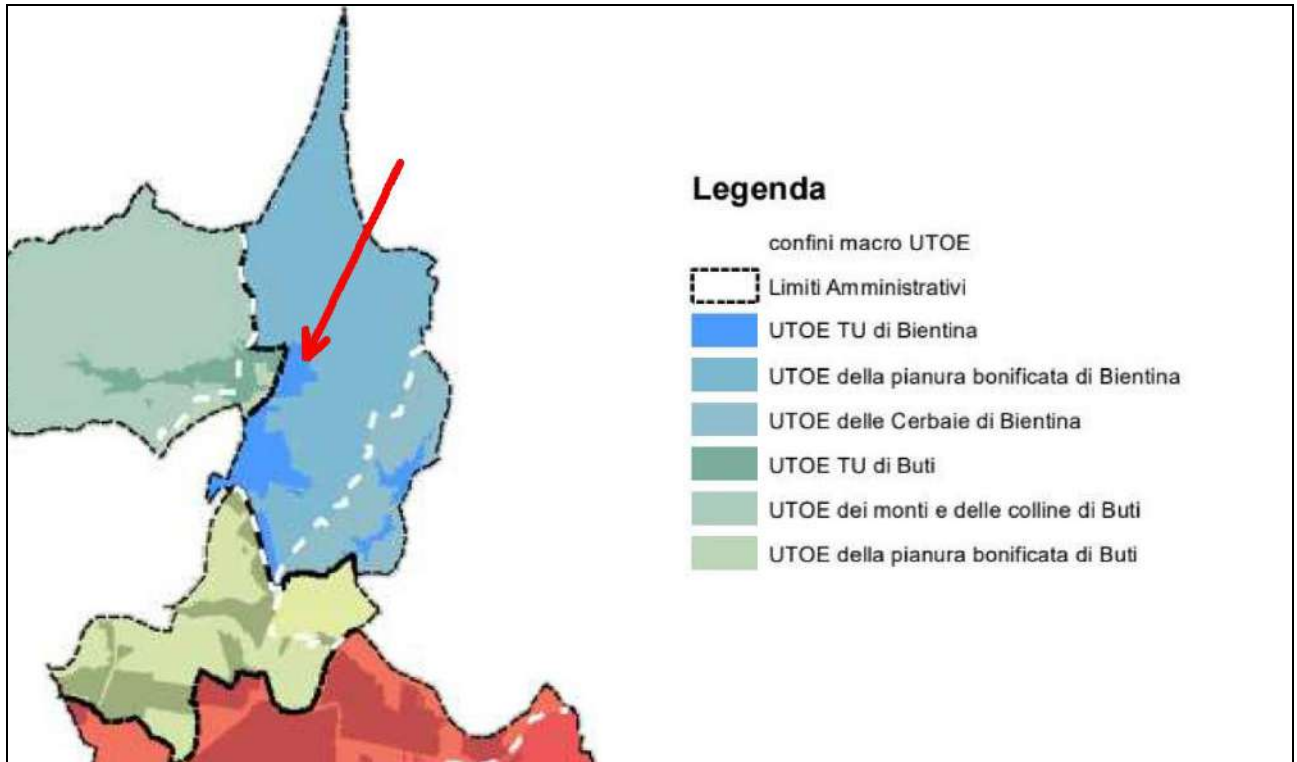 Legenda
confini macro UTOE
Limiti Amministrativi
UTOE TU di Bientina
UTOE della pianura bonificata di Bientina
UTOE delle Cerbaie di Bientina
UTOE TU di Buti
UTOE dei monti e delle colline di Buti
UTOE della pianura bonificata di Buti